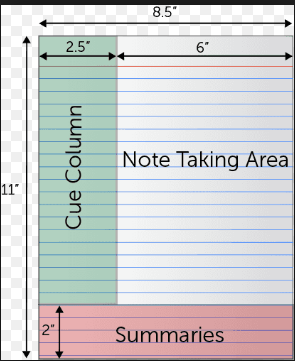 8.5”
2.5”
6”
Cue Column
Note Taking Area
11”
2”
Summaries